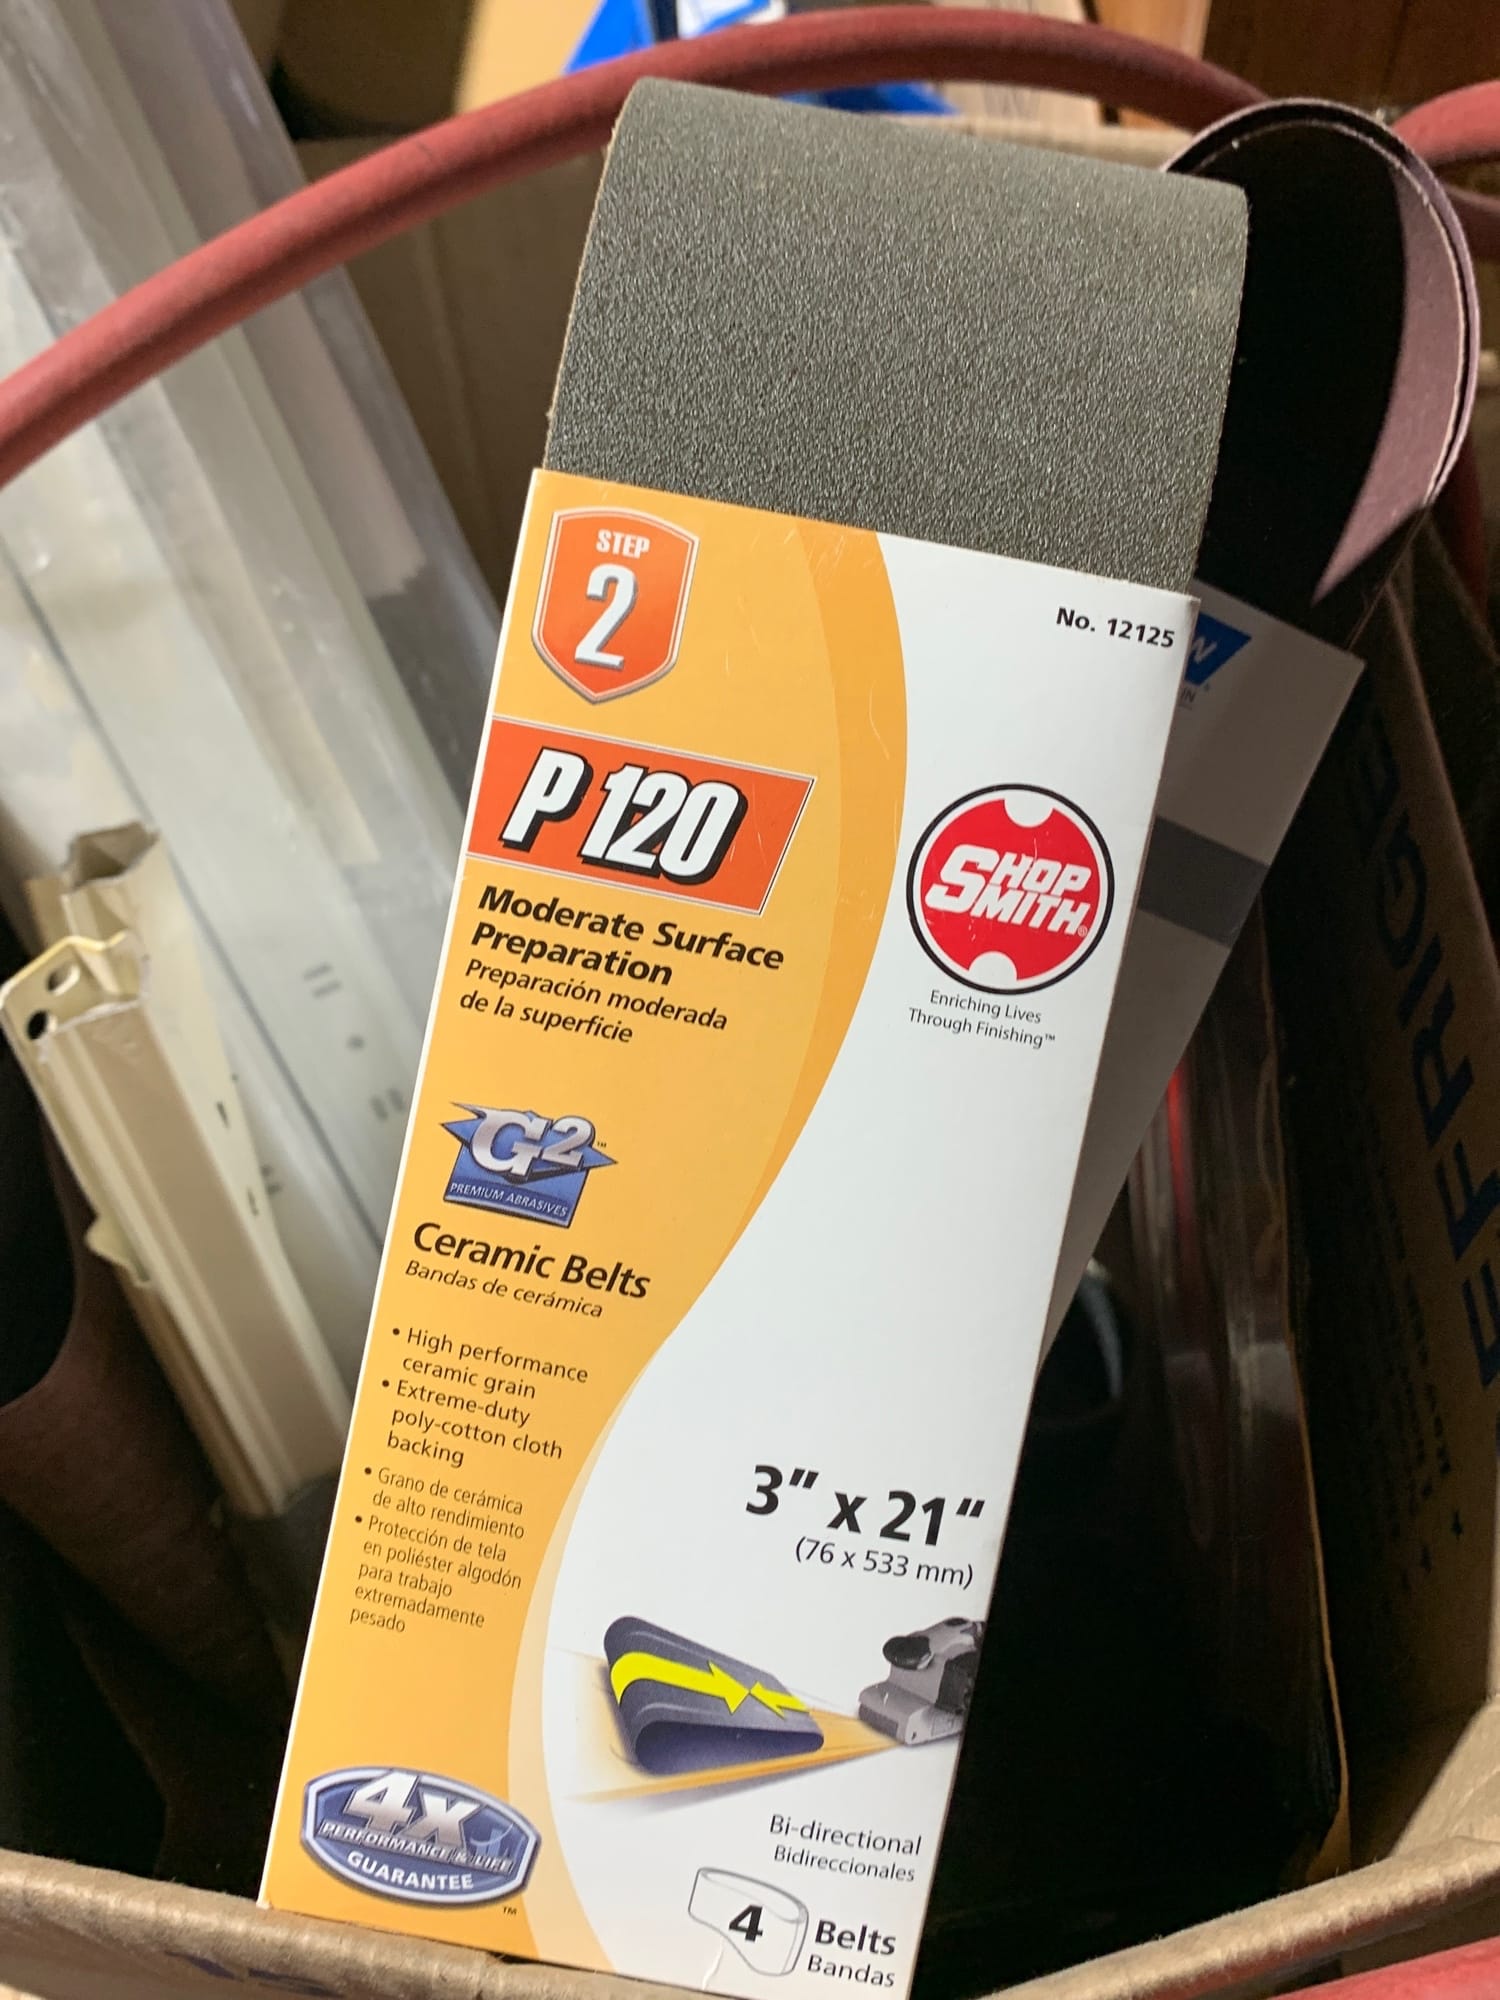 STEP
2
No. 12125
P 120
SHOP
SMITH®
Enriching Lives
Through Finishing™
Moderate Surface
Preparation
Preparación moderada
de la superficie
G2™
PREMIUM ABRASIVES
Ceramic Belts
Bandas de cerámica
• High performance
ceramic grain
• Extreme-duty
poly-cotton cloth
backing
• Grano de cerámica
de alto rendimiento
• Protección de tela
en poliéster algodón
para trabajo
extremadamente
pesado
3" x 21"
(76 x 533 mm)
4X
PERFORMANCE & LIFE
GUARANTEE
™
Bi-directional
Bidireccionales
4 Belts
Bandas